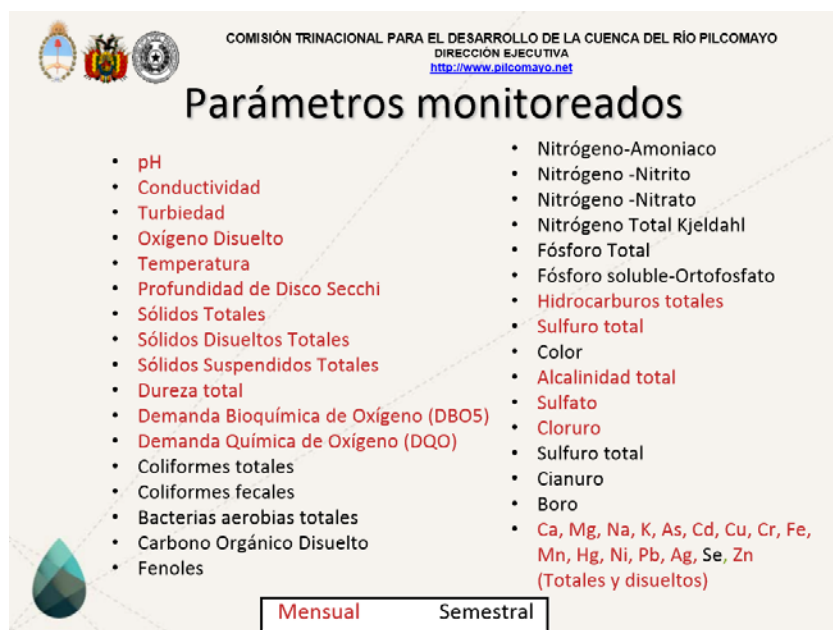 COMISIÓN TRINACIONAL PARA EL DESARROLLO DE LA CUENCA DEL RÍO PILCOMAYO
DIRECCIÓN EJECUTIVA
http://www.pilcomayo.net
Parámetros monitoreados
• pH
• Conductividad
• Turbiedad
• Oxígeno Disuelto
• Temperatura
• Profundidad de Disco Secchi
• Sólidos Totales
• Sólidos Disueltos Totales
• Sólidos Suspendidos Totales
• Dureza total
• Demanda Bioquímica de Oxígeno (DBO5)
• Demanda Química de Oxígeno (DQO)
• Coliformes totales
• Coliformes fecales
• Bacterias aerobias totales
• Carbono Orgánico Disuelto
• Fenoles
• Nitrógeno-Amoniaco
• Nitrógeno -Nitrito
• Nitrógeno -Nitrato
• Nitrógeno Total Kjeldahl
• Fósforo Total
• Fósforo soluble-Ortofosfato
• Hidrocarburos totales
• Sulfuro total
• Color
• Alcalinidad total
• Sulfato
• Cloruro
• Sulfuro total
• Cianuro
• Boro
• Ca, Mg, Na, K, As, Cd, Cu, Cr, Fe,
Mn, Hg, Ni, Pb, Ag, Se, Zn
(Totales y disueltos)
Mensual Semestral